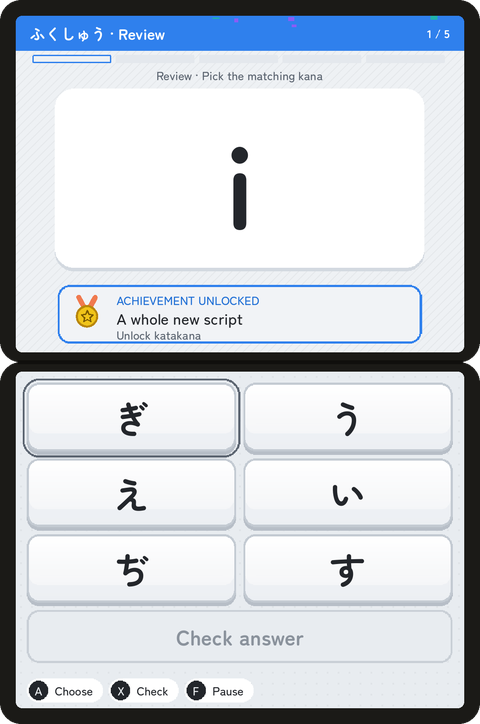 ふくしゅう · Review
1 / 5
Review · Pick the matching kana
i
ACHIEVEMENT UNLOCKED
A whole new script
Unlock katakana
ぎ
う
え
い
ぢ
す
Check answer
A Choose
X Check
F Pause